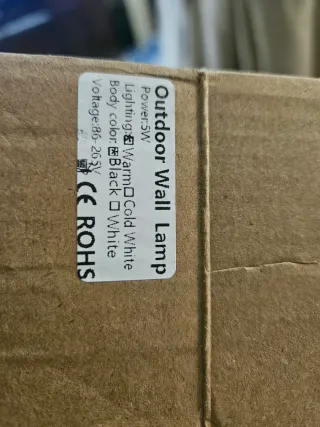 Outdoor Wall Lamp
Power:5W
Lighting:☒Warm☐Cold White
Body color:☒Black ☐White
Voltage:86-265V
CE ROHS